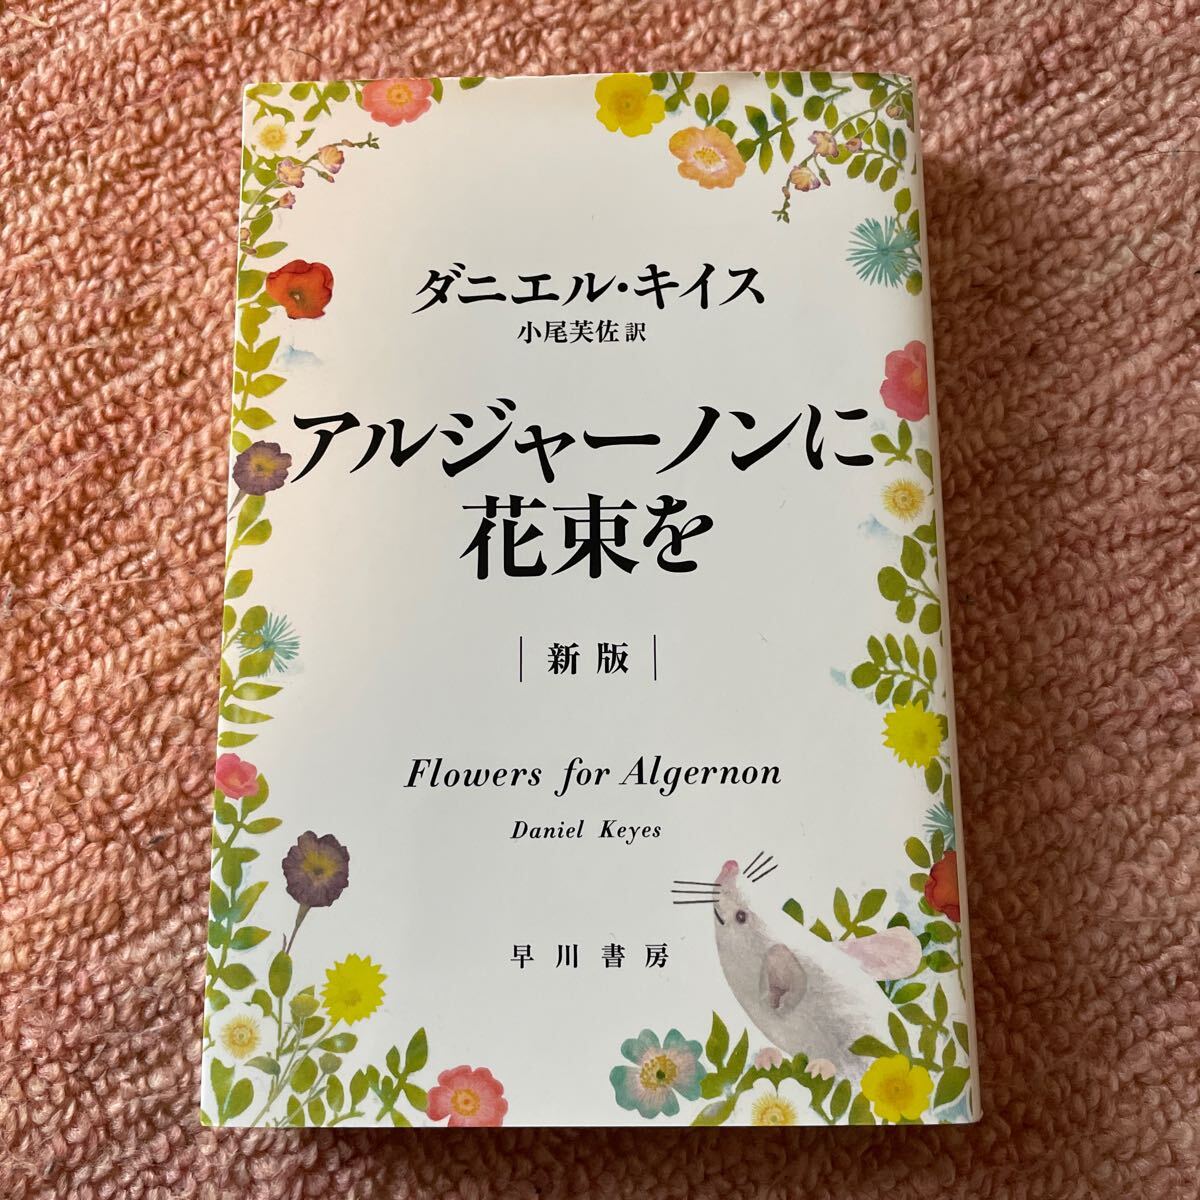 ダニエル・キイス
小尾芙佐訳
アルジャーノンに
花束を
新版
Flowers for Algernon
Daniel Keyes
早川書房